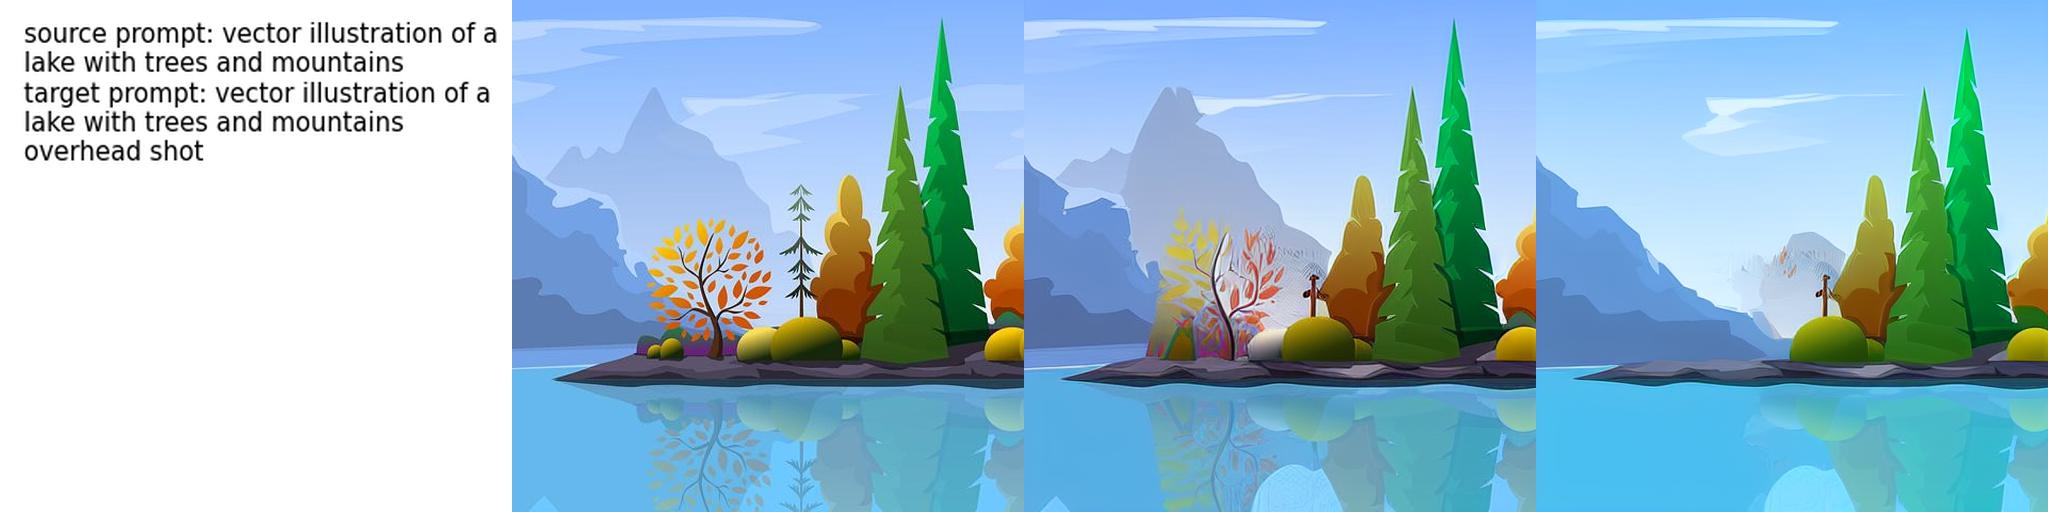 source prompt: vector illustration of a
lake with trees and mountains
target prompt: vector illustration of a
lake with trees and mountains
overhead shot